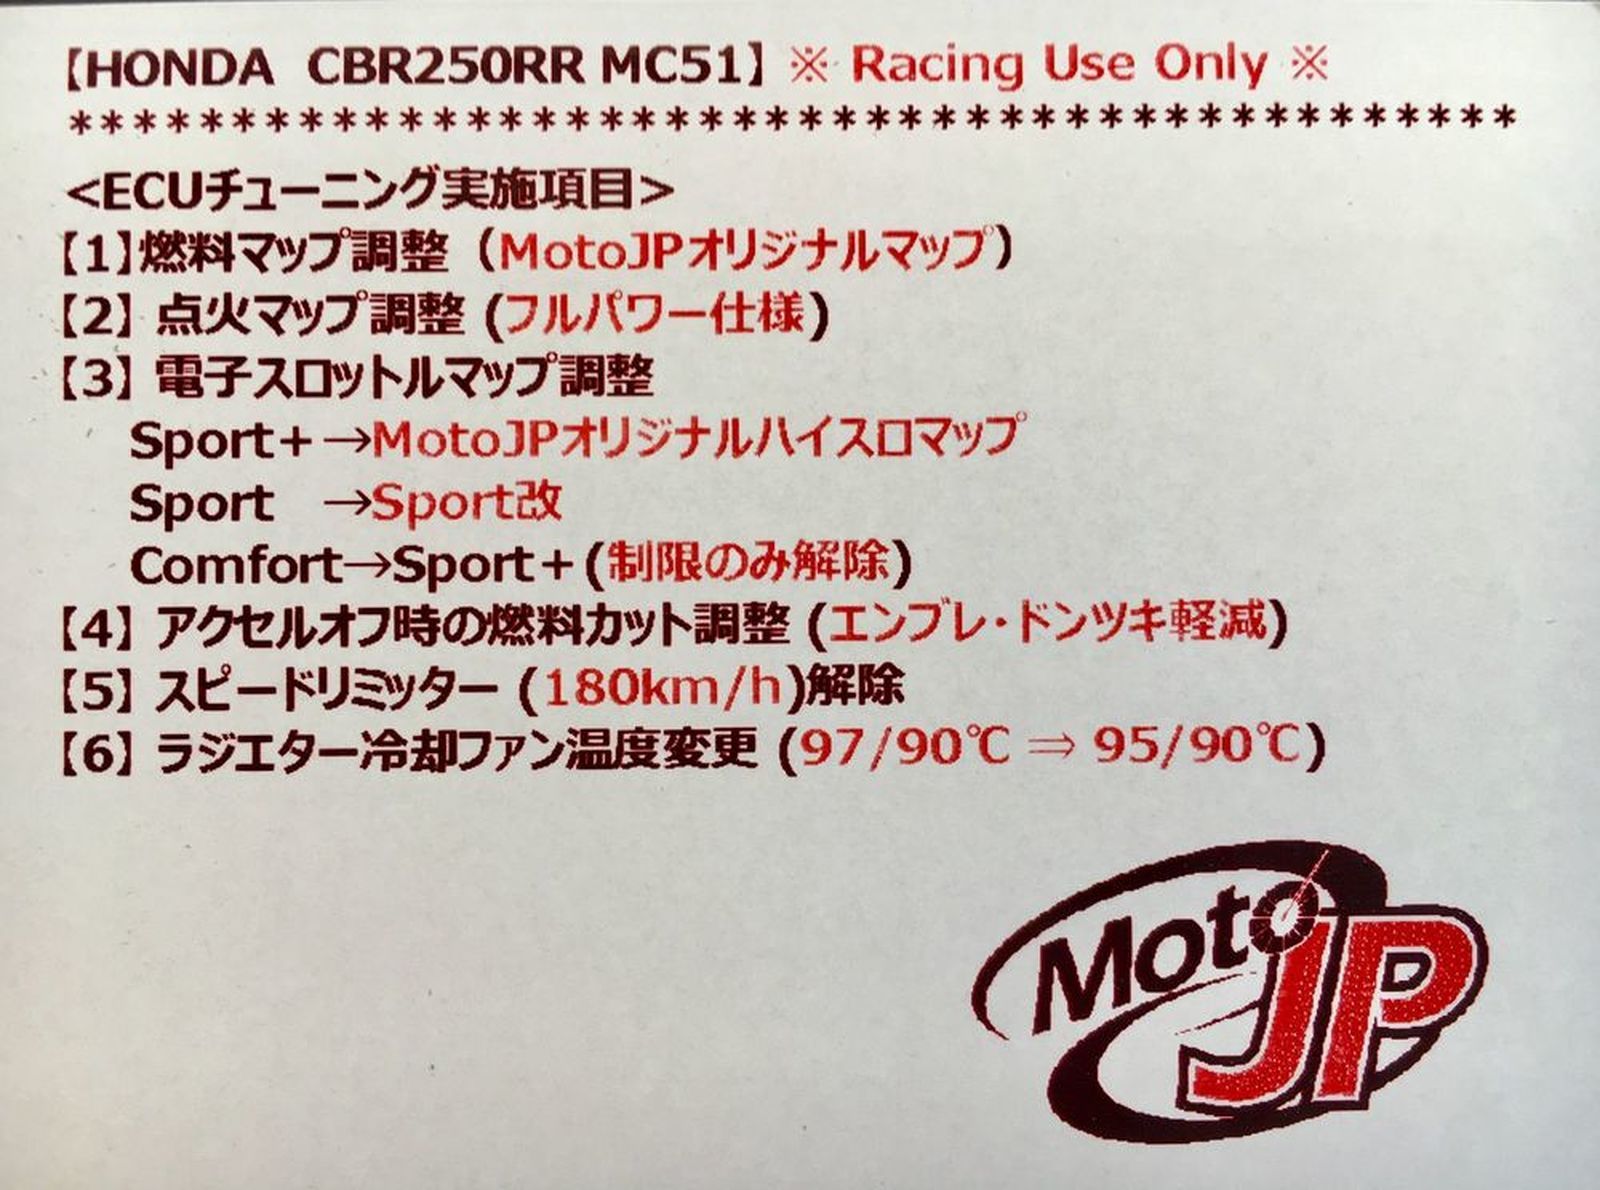 【HONDA CBR250RR MC51】※ Racing Use Only ※
********************************************
<ECUチューニング実施項目>
【1】燃料マップ調整（MotoJPオリジナルマップ）
【2】点火マップ調整 (フルパワー仕様)
【3】電子スロットルマップ調整
Sport+→MotoJPオリジナルハイスロマップ
Sport →Sport改
Comfort→Sport+(制限のみ解除)
【4】アクセルオフ時の燃料カット調整 (エンブレ・ドンツキ軽減)
【5】スピードリミッター (180km/h)解除
【6】ラジエター冷却ファン温度変更 (97/90℃ ⇒ 95/90℃)
Moto
JP